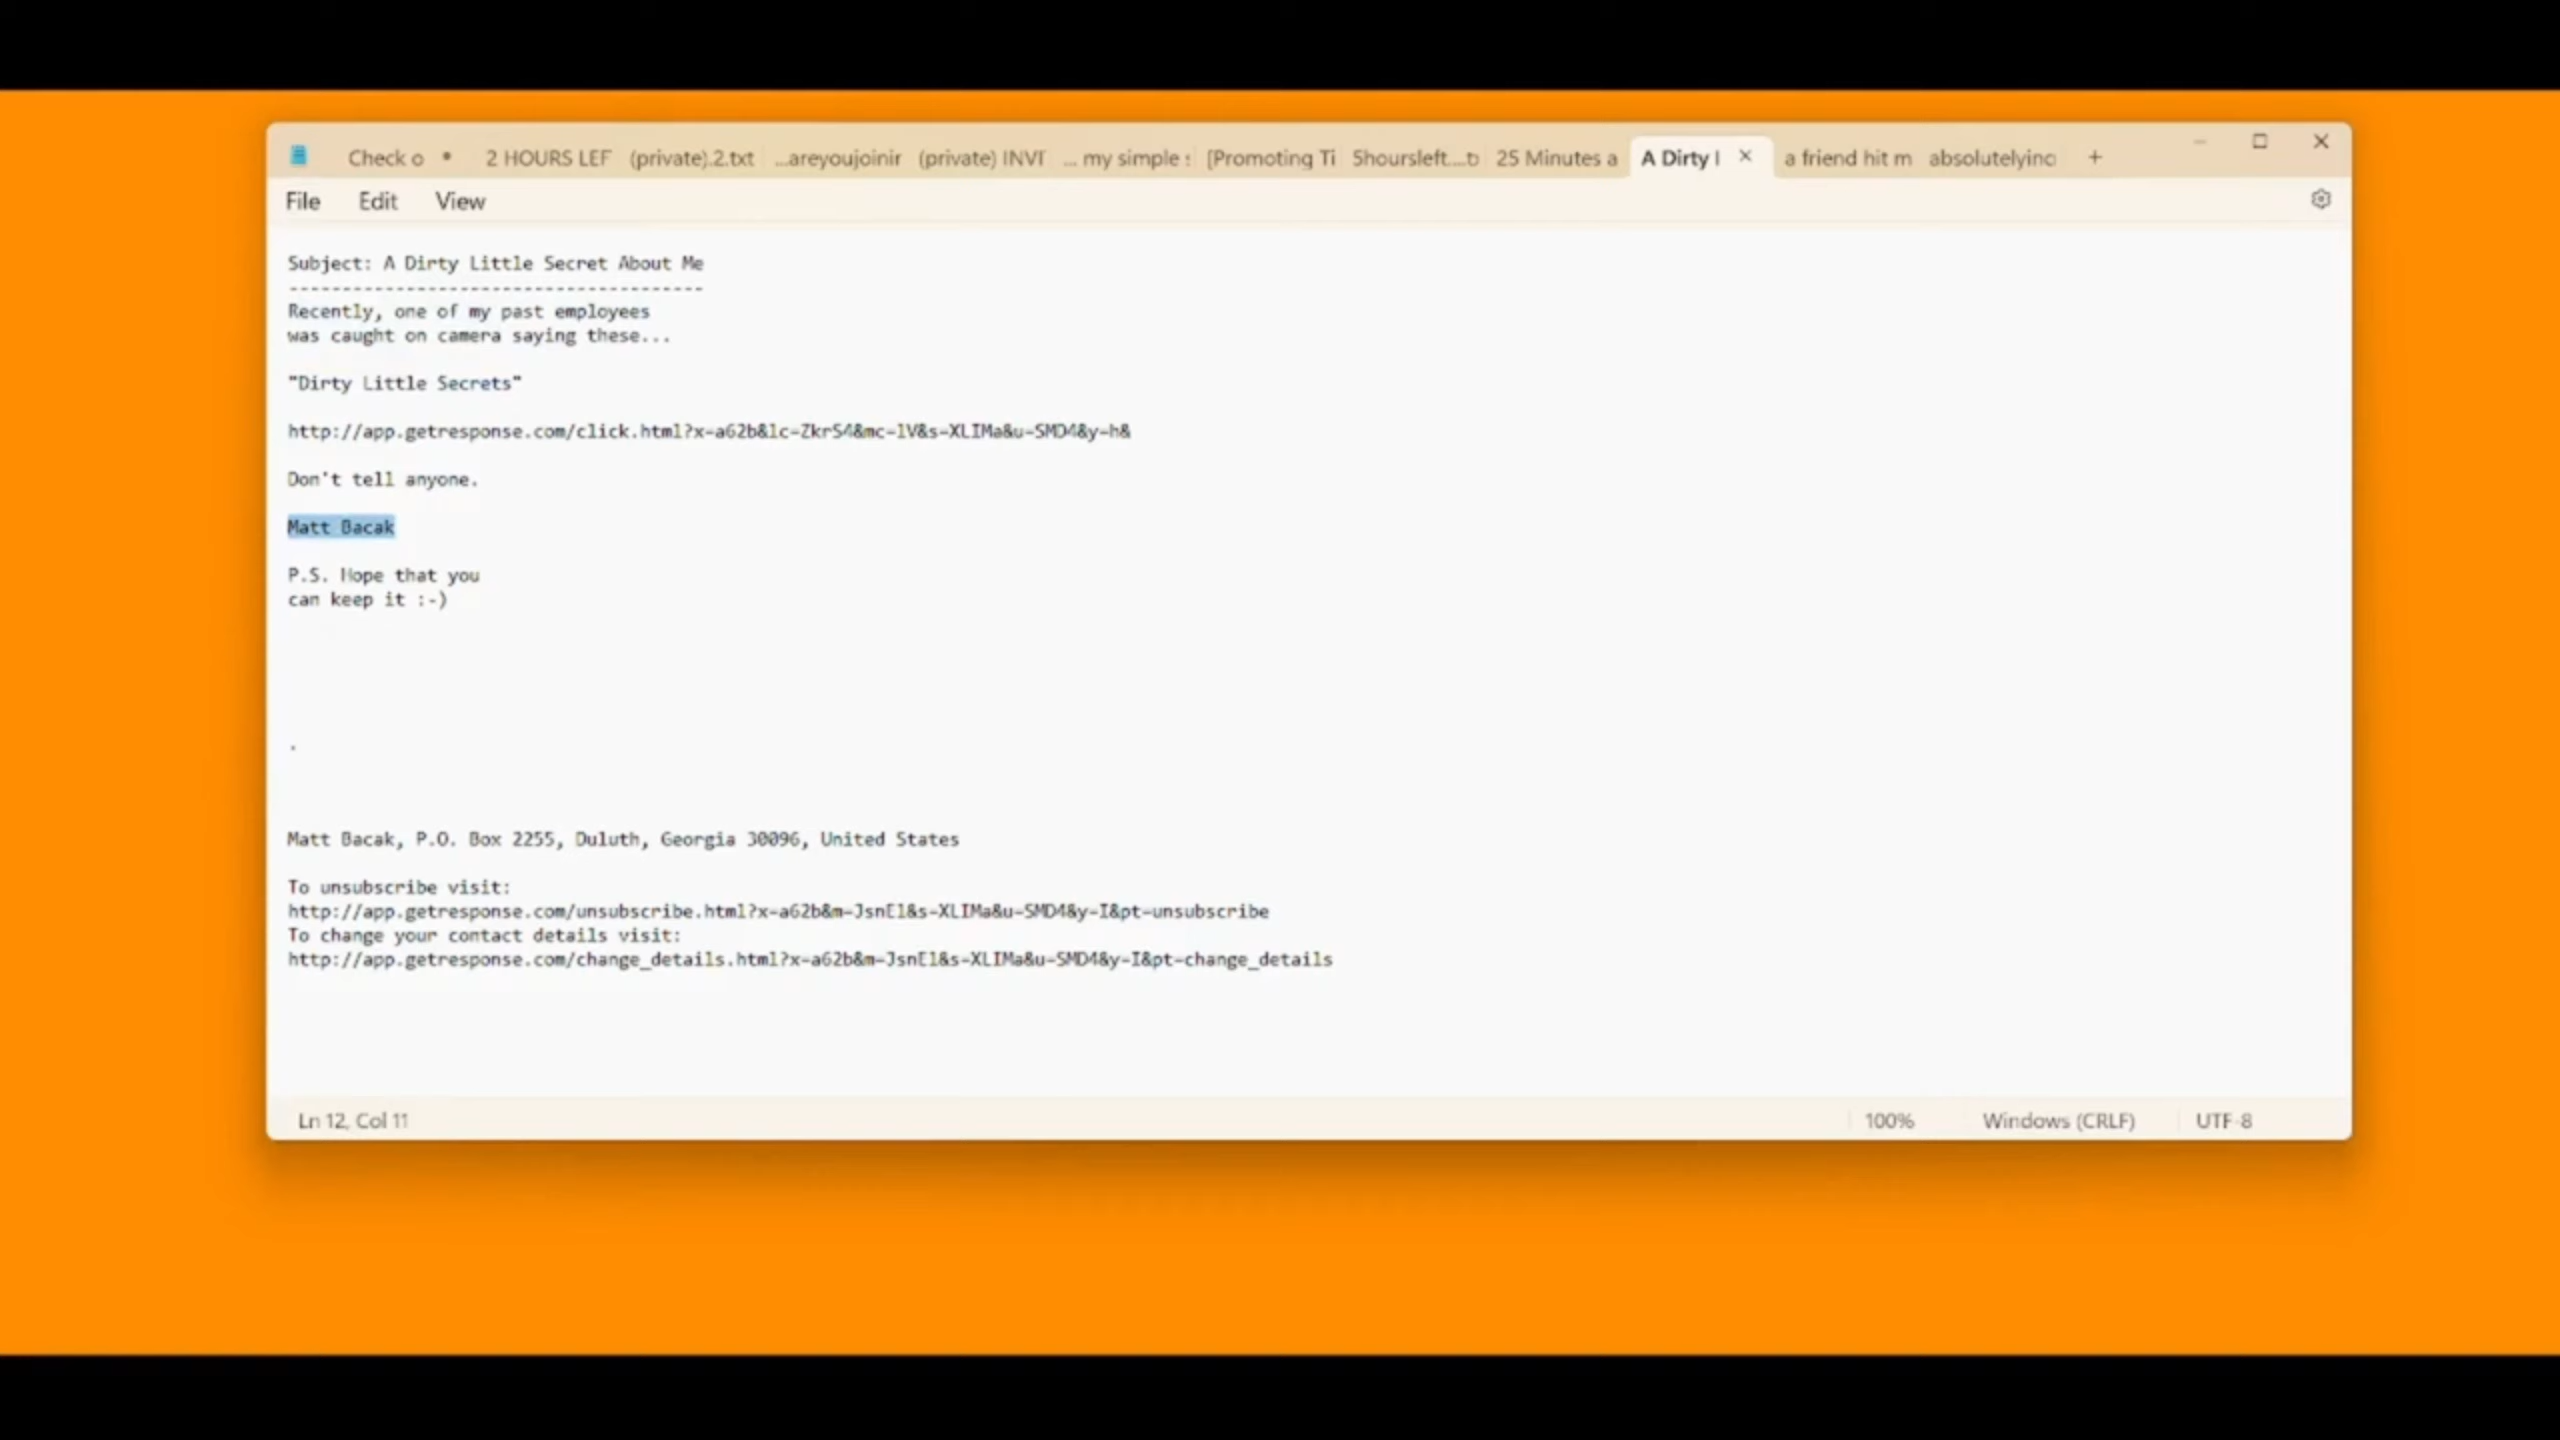 Check o • 2 HOURS LEF (private).2.txt ...areyoujoinir (private) INVI ... my simple s [Promoting Ti 5hoursleft....t 25 Minutes a A Dirty l × a friend hit m absolutelyinc +
File Edit View
Subject: A Dirty Little Secret About Me
---------------------------------------
Recently, one of my past employees
was caught on camera saying these...
"Dirty Little Secrets"
http://app.getresponse.com/click.html?x=a62b&lc=ZkrS4&mc=lV&s=XLIMa&u=SMD4&y=h&
Don't tell anyone.
Matt Bacak
P.S. Hope that you
can keep it :-)
.
Matt Bacak, P.O. Box 2255, Duluth, Georgia 30096, United States
To unsubscribe visit:
http://app.getresponse.com/unsubscribe.html?x=a62b&m=JsnEl&s=XLIMa&u=SMD4&y=I&pt=unsubscribe
To change your contact details visit:
http://app.getresponse.com/change_details.html?x=a62b&m=JsnEl&s=XLIMa&u=SMD4&y=I&pt=change_details
Ln 12, Col 11 100% Windows (CRLF) UTF-8